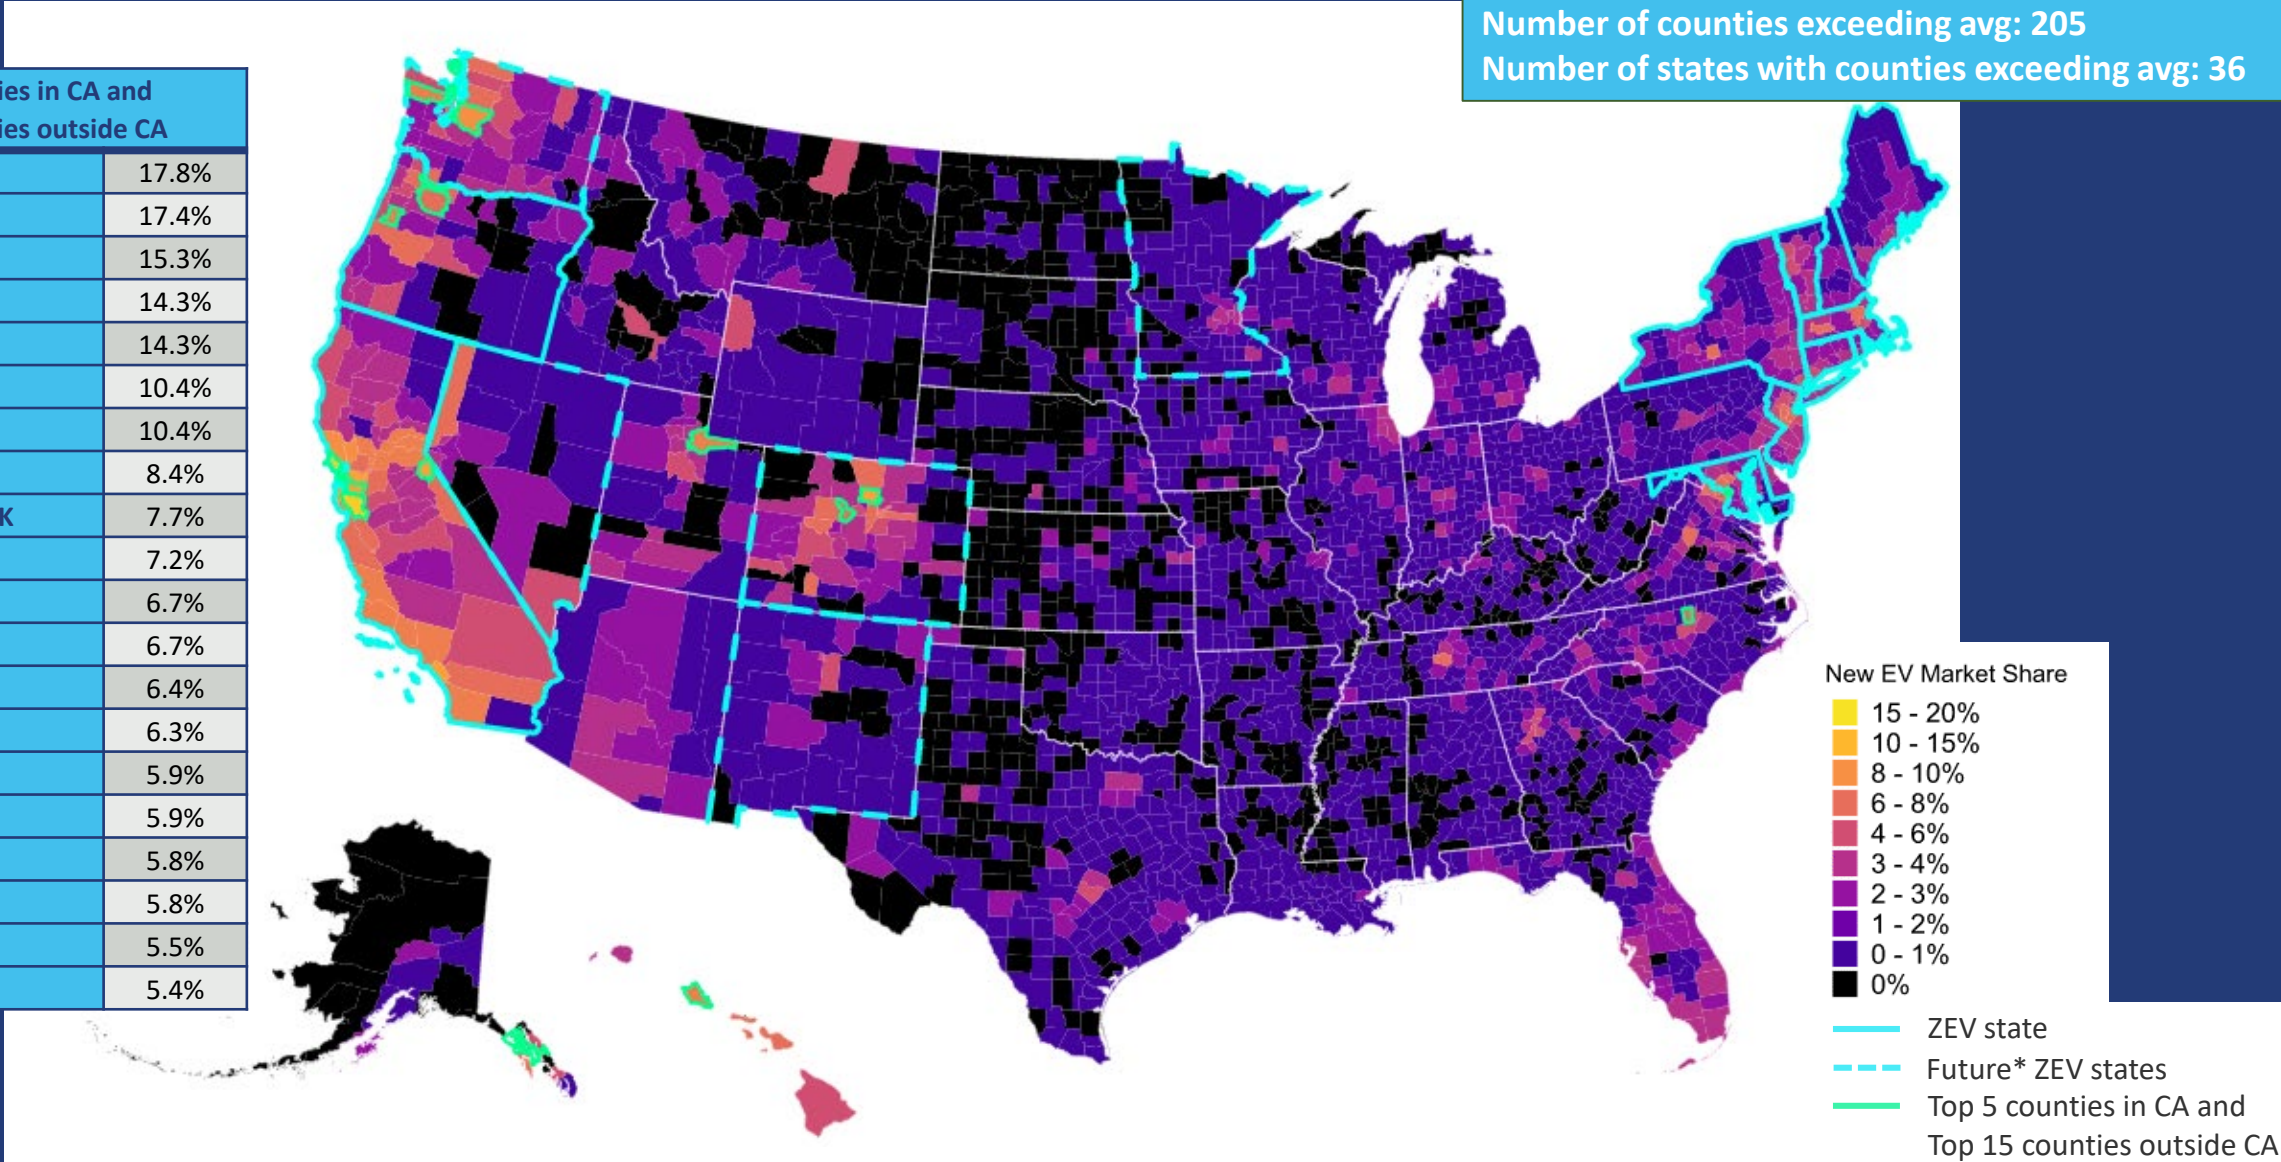 Number of counties exceeding avg: 205
Number of states with counties exceeding avg: 36
ies in CA and
ies outside CA
17.8%
17.4%
15.3%
14.3%
14.3%
10.4%
10.4%
8.4%
K 7.7%
7.2%
6.7%
6.7%
6.4%
6.3%
5.9%
5.9%
5.8%
5.8%
5.5%
5.4%
New EV Market Share
15 - 20%
10 - 15%
8 - 10%
6 - 8%
4 - 6%
3 - 4%
2 - 3%
1 - 2%
0 - 1%
0%
ZEV state
Future* ZEV states
Top 5 counties in CA and
Top 15 counties outside CA